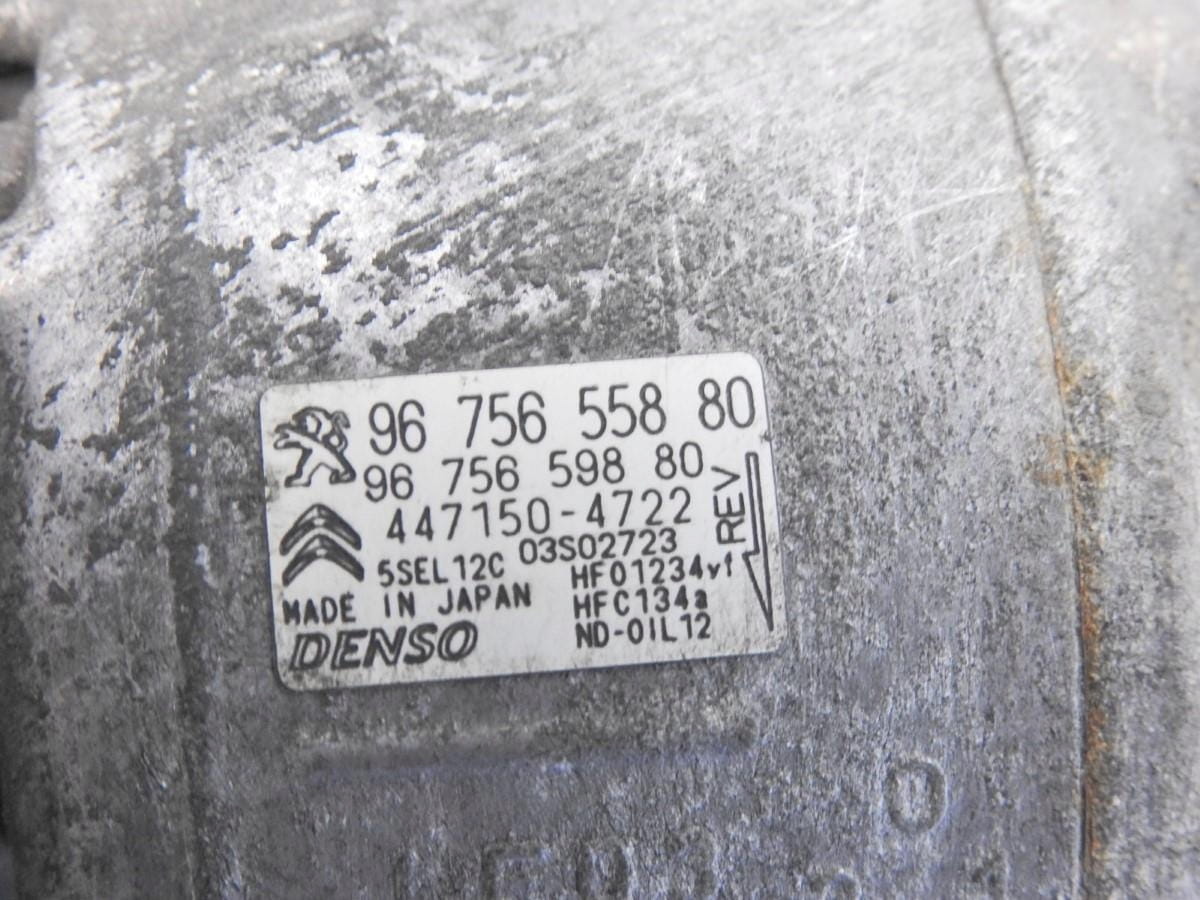 96 756 558 80
96 756 598 80
447150-4722
REV
5SEL12C 03S02723
HF01234yf
HFC134a
MADE IN JAPAN
ND-OIL12
DENSO